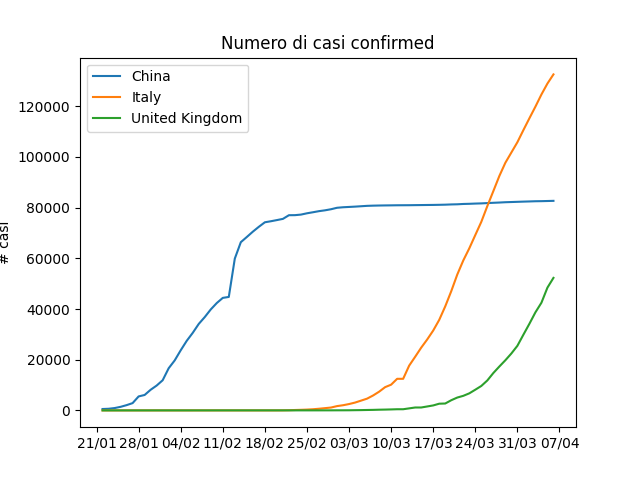 Numero di casi confirmed
China
Italy
United Kingdom
120000
100000
80000
60000
40000
20000
0
# casi
21/01 28/01 04/02 11/02 18/02 25/02 03/03 10/03 17/03 24/03 31/03 07/04